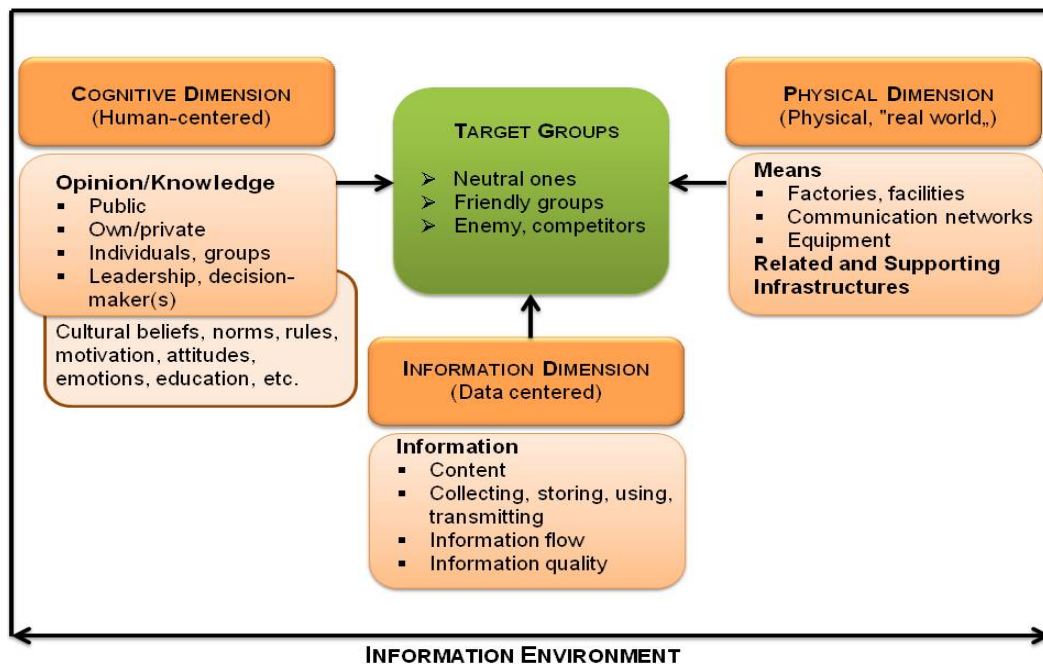 COGNITIVE DIMENSION
(Human-centered)
Opinion/Knowledge
▪ Public
▪ Own/private
▪ Individuals, groups
▪ Leadership, decision-
maker(s)
Cultural beliefs, norms, rules,
motivation, attitudes,
emotions, education, etc.
TARGET GROUPS
➢ Neutral ones
➢ Friendly groups
➢ Enemy, competitors
PHYSICAL DIMENSION
(Physical, "real world„)
Means
▪ Factories, facilities
▪ Communication networks
▪ Equipment
Related and Supporting
Infrastructures
INFORMATION DIMENSION
(Data centered)
Information
▪ Content
▪ Collecting, storing, using,
transmitting
▪ Information flow
▪ Information quality
INFORMATION ENVIRONMENT